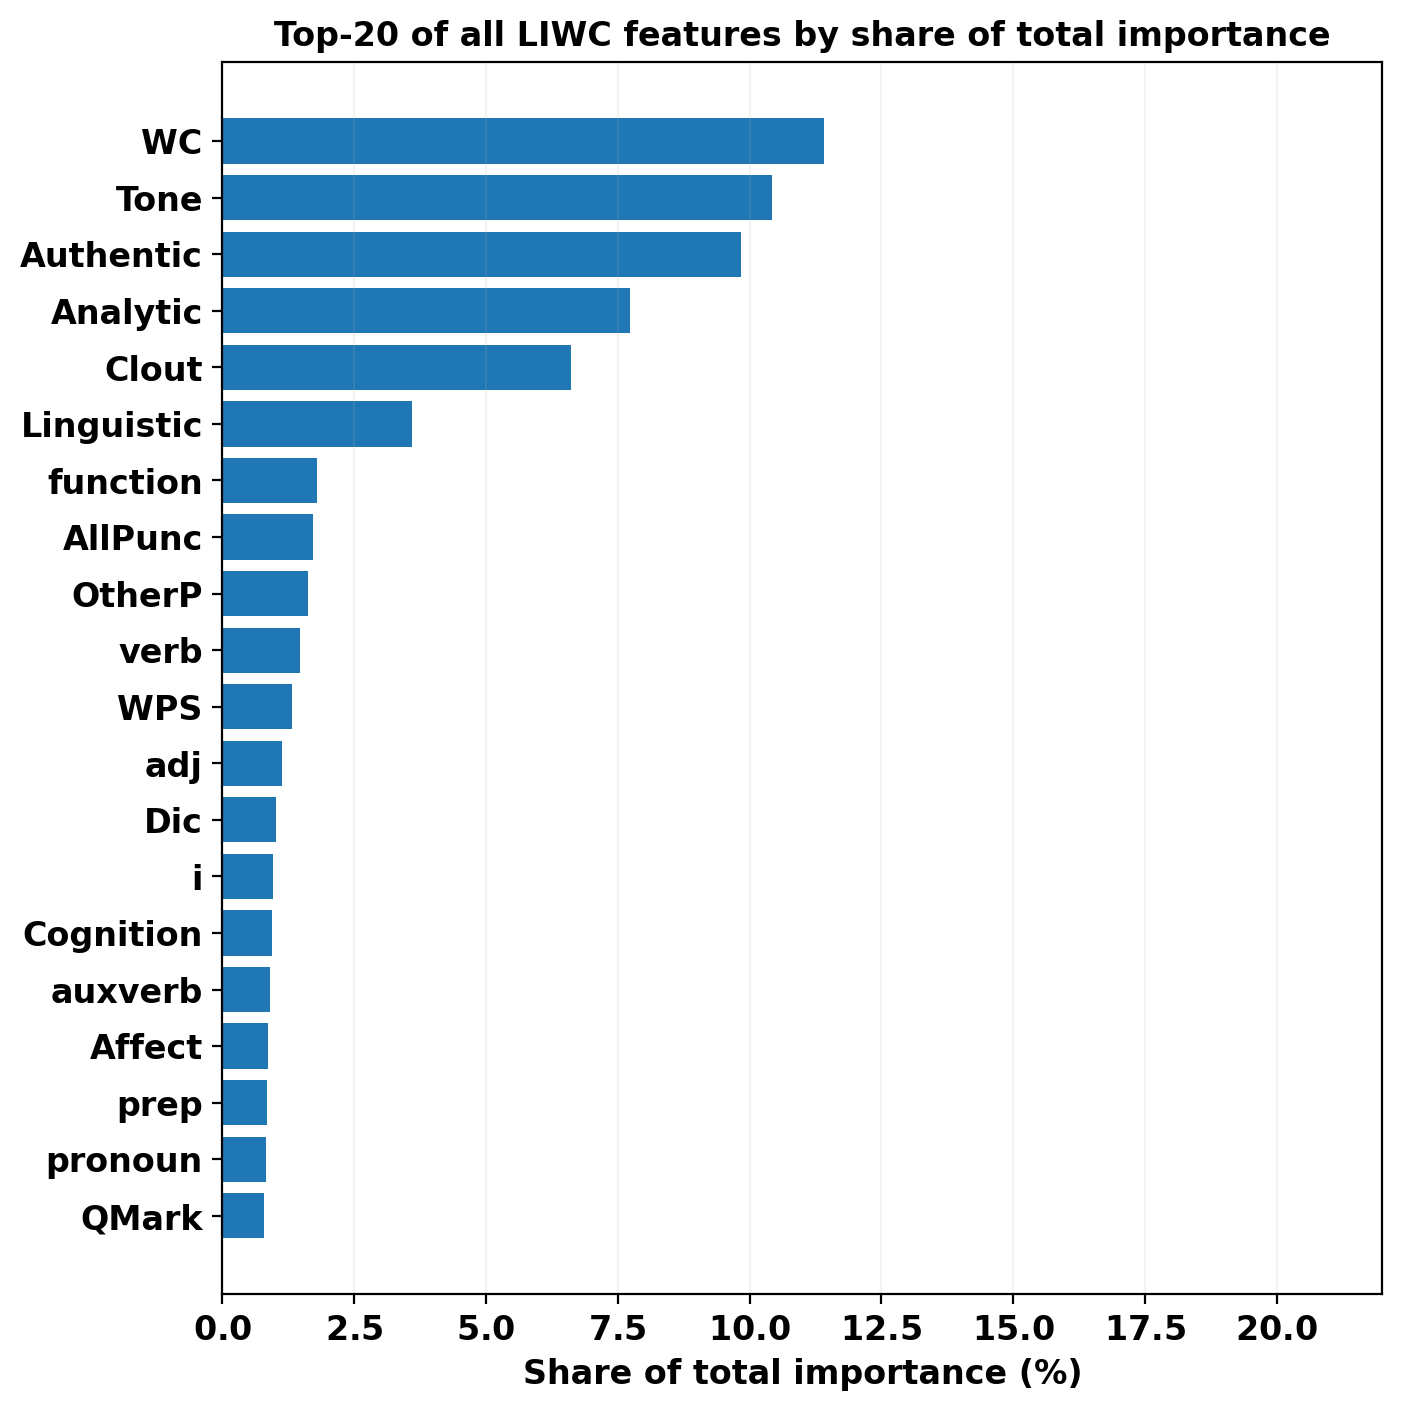 Top-20 of all LIWC features by share of total importance
WC
Tone
Authentic
Analytic
Clout
Linguistic
function
AllPunc
OtherP
verb
WPS
adj
Dic
i
Cognition
auxverb
Affect
prep
pronoun
QMark
0.0 2.5 5.0 7.5 10.0 12.5 15.0 17.5 20.0
Share of total importance (%)